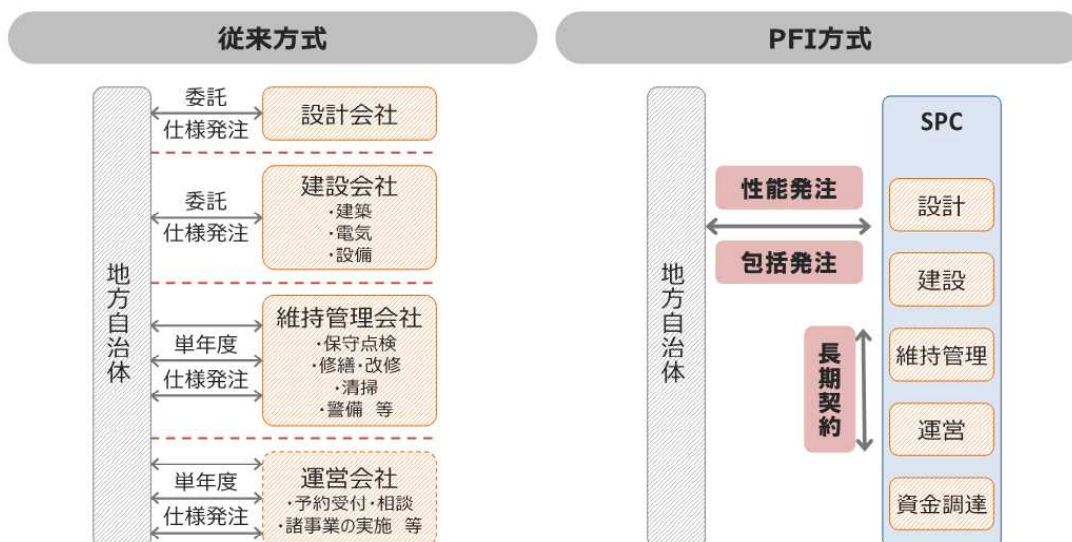 従来方式
地方自治体
委託
仕様発注
設計会社
委託
仕様発注
建設会社
・建築
・電気
・設備
単年度
仕様発注
維持管理会社
・保守点検
・修繕・改修
・清掃
・警備 等
単年度
仕様発注
運営会社
・予約受付・相談
・諸事業の実施 等
PFI方式
地方自治体
性能発注
包括発注
長期契約
SPC
設計
建設
維持管理
運営
資金調達